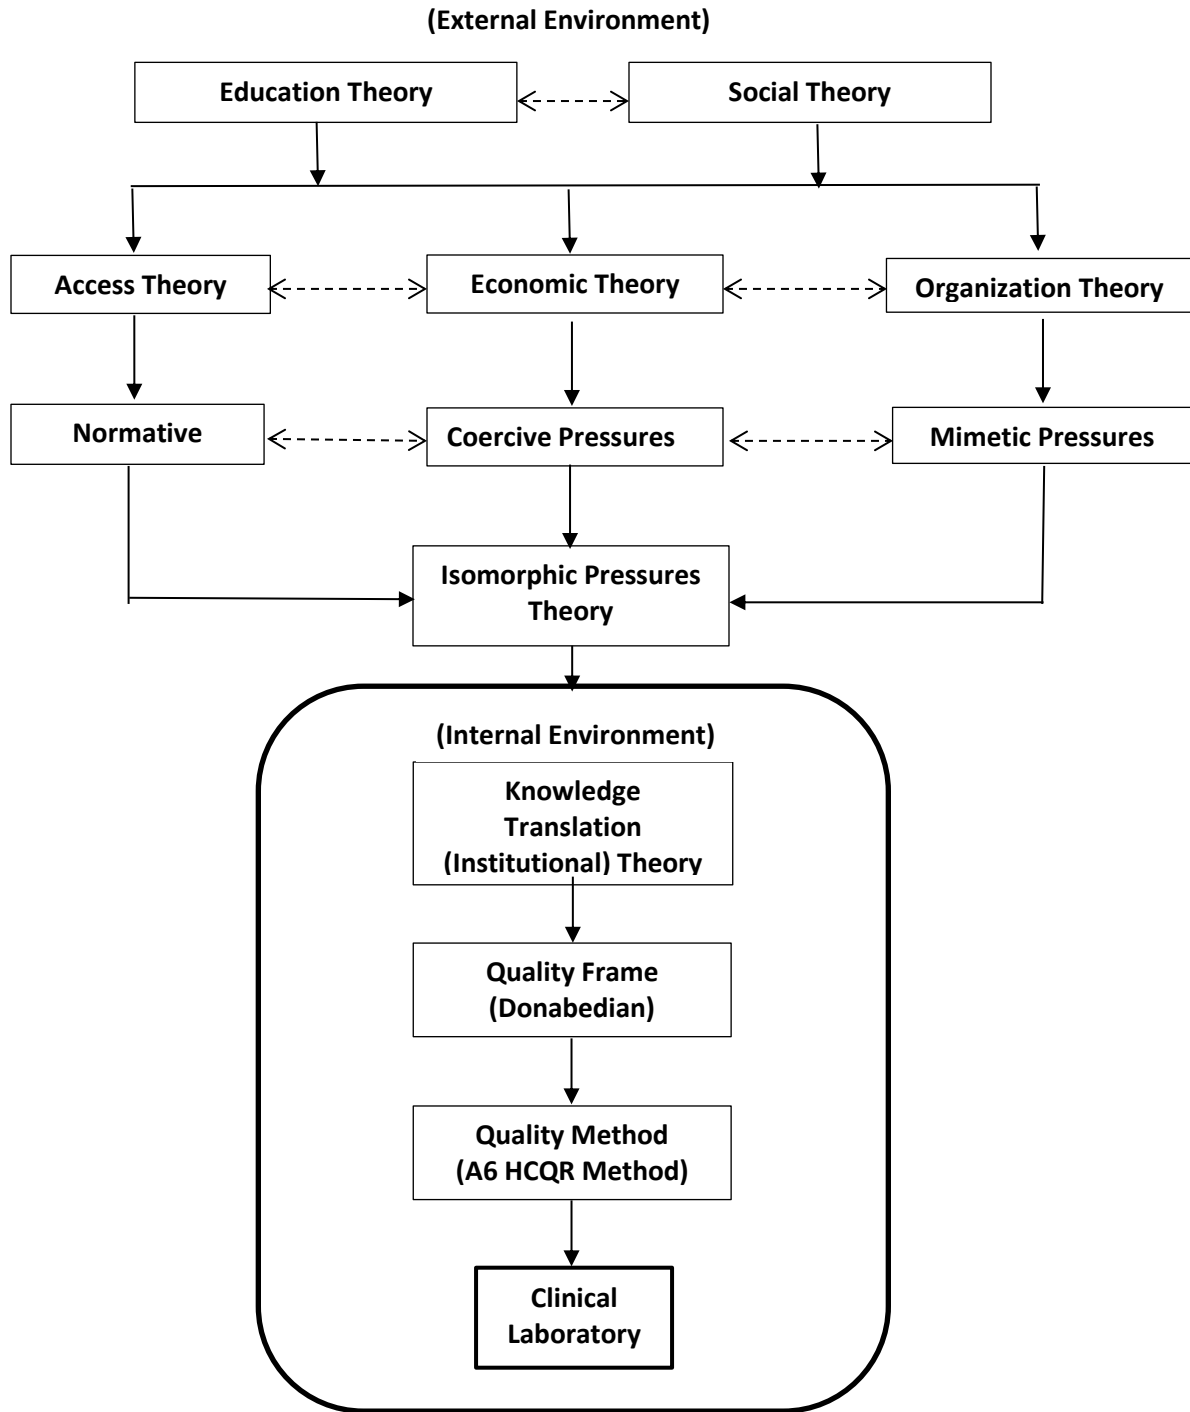 (External Environment)
Education Theory
Social Theory
Access Theory
Economic Theory
Organization Theory
Normative
Coercive Pressures
Mimetic Pressures
Isomorphic Pressures
Theory
(Internal Environment)
Knowledge
Translation
(Institutional) Theory
Quality Frame
(Donabedian)
Quality Method
(A6 HCQR Method)
Clinical
Laboratory